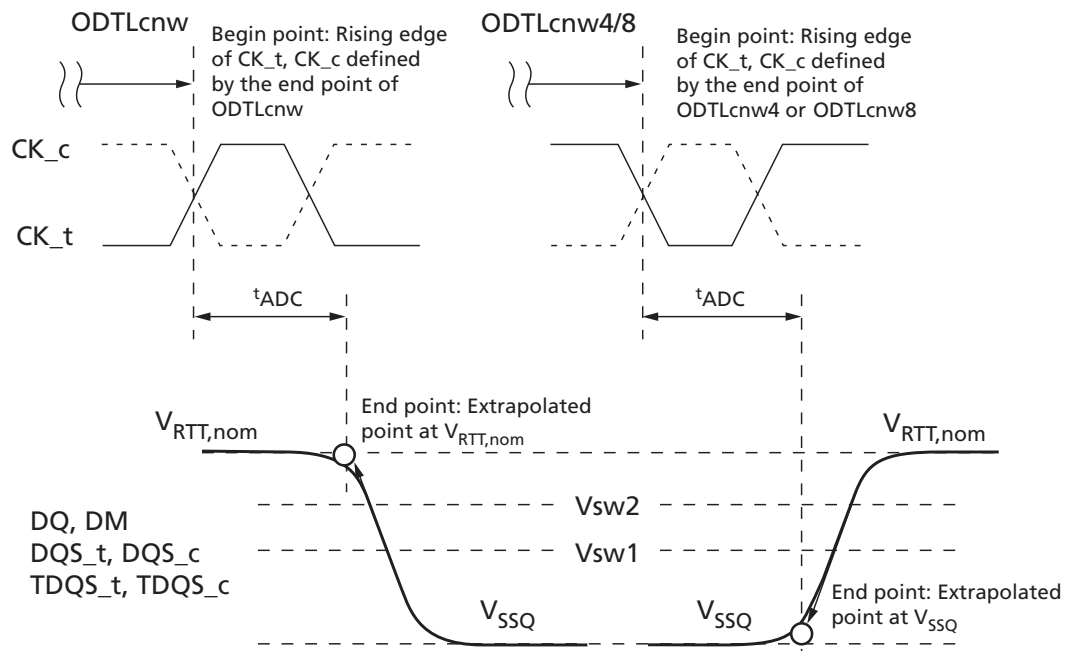 ODTLcnw
Begin point: Rising edge
of CK_t, CK_c defined
by the end point of
ODTLcnw
ODTLcnw4/8
Begin point: Rising edge
of CK_t, CK_c defined
by the end point of
ODTLcnw4 or ODTLcnw8
CK_c
CK_t
tADC
tADC
VRTT,nom
End point: Extrapolated
point at VRTT,nom
VRTT,nom
Vsw2
DQ, DM
DQS_t, DQS_c
TDQS_t, TDQS_c
Vsw1
VSSQ
VSSQ
End point: Extrapolated
point at VSSQ